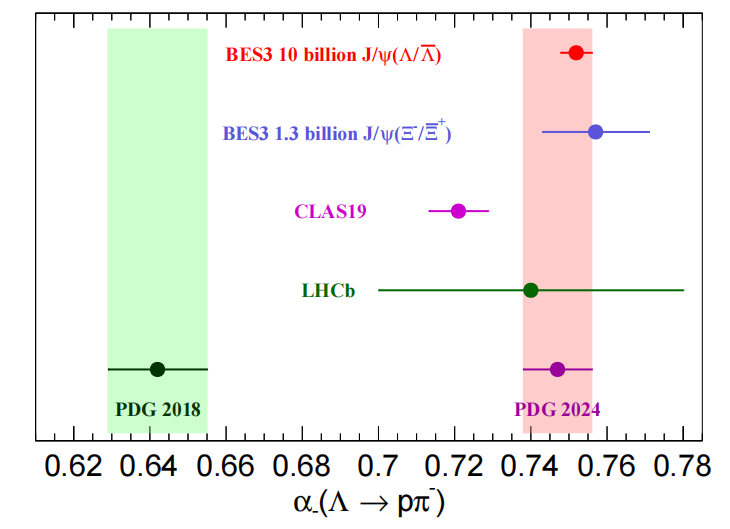 BES3 10 billion J/ψ(Λ/Λ̅)
BES3 1.3 billion J/ψ(Ξ⁻/Ξ̅⁺)
CLAS19
LHCb
PDG 2018 PDG 2024
0.62 0.64 0.66 0.68 0.7 0.72 0.74 0.76 0.78
α₋(Λ → pπ⁻)